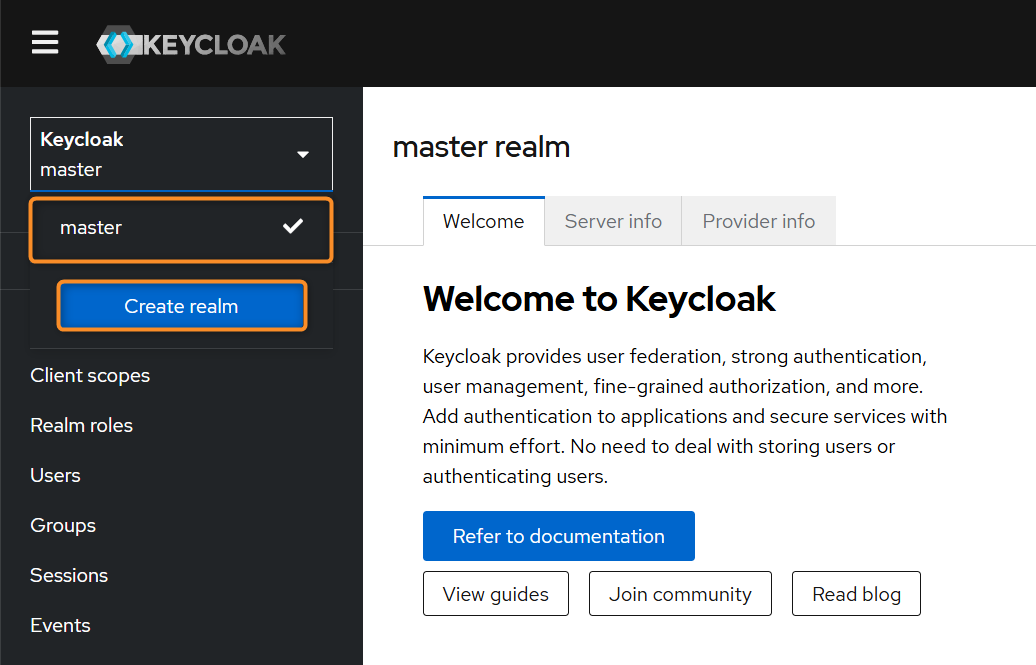 KEYCLOAK
Keycloak
master
master
Create realm
Client scopes
Realm roles
Users
Groups
Sessions
Events
master realm
Welcome
Server info
Provider info
Welcome to Keycloak
Keycloak provides user federation, strong authentication,
user management, fine-grained authorization, and more.
Add authentication to applications and secure services with
minimum effort. No need to deal with storing users or
authenticating users.
Refer to documentation
View guides
Join community
Read blog